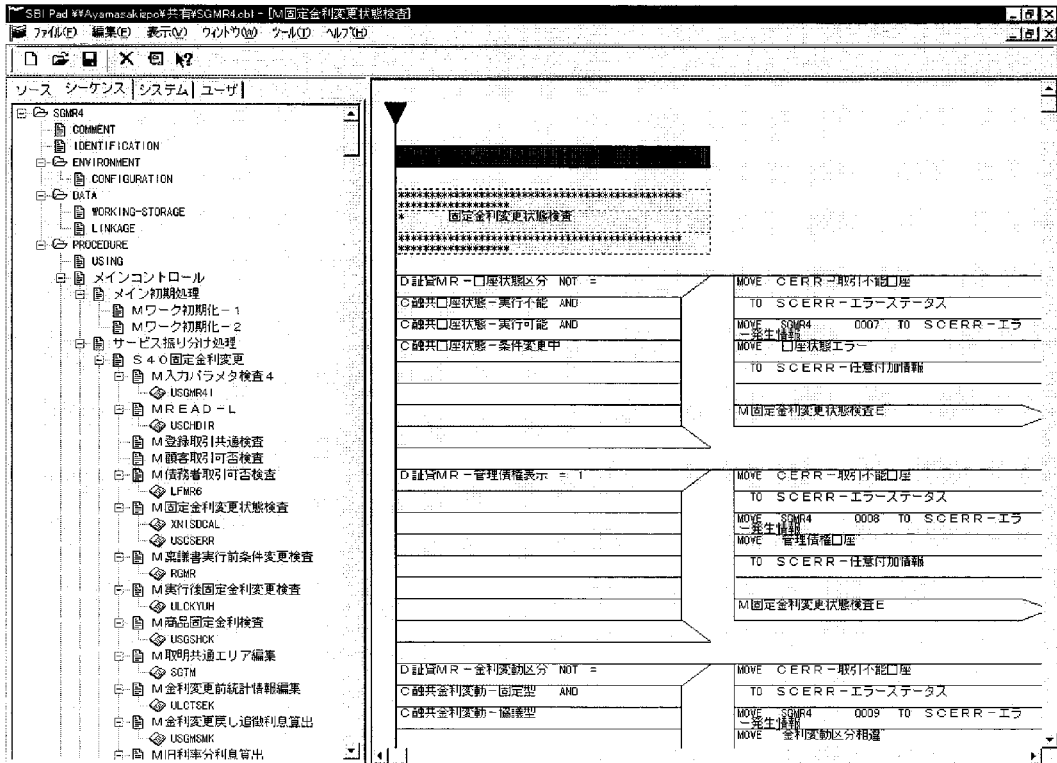 SBI Pad ¥¥Ayamasakizpo¥共有¥SGMR4.cbl - [M固定金利変更状態検査]
ファイル(F) 編集(E) 表示(V) ウィンドウ(W) ツール(T) ヘルプ(H)
ソース シーケンス システム ユーザ
SGMR4
COMMENT
IDENTIFICATION
ENVIRONMENT
CONFIGURATION
DATA
WORKING-STORAGE
LINKAGE
PROCEDURE
USING
メインコントロール
メイン初期処理
Mワーク初期化-1
Mワーク初期化-2
サービス振り分け処理
S40固定金利変更
M入力パラメタ検査4
USGMR4I
MREAD-L
USCHDIR
M登録取引共通検査
M顧客取引可否検査
M債務者取引可否検査
LFMR6
M固定金利変更状態検査
XNISDCAL
USCSERR
M稟議書実行前条件変更検査
RGMR
M実行後固定金利変更検査
ULCKYUH
M商品固定金利検査
USGSHCK
M取明共通エリア編集
SGTM
M金利変更前統計情報編集
ULCTSEK
M金利変更戻し追徴利息算出
USGMSMK
M旧利率分利息算出
********************************************
*****************
* 固定金利変更状態検査
********************************************
*****************
D証貸MR-口座状態区分 NOT =
C融共口座状態-実行不能 AND
C融共口座状態-実行可能 AND
C融共口座状態-条件変更中
MOVE CERR-取引不能口座
TO SCERR-エラーステータス
MOVE SGMR4 0007 TO SCERR-エラ
ー発生情報
MOVE 口座状態エラー
TO SCERR-任意付加情報
M固定金利変更状態検査E
D証貸MR-管理債権表示 = 1
MOVE CERR-取引不能口座
TO SCERR-エラーステータス
MOVE SGMR4 0008 TO SCERR-エラ
ー発生情報
MOVE 管理債権口座
TO SCERR-任意付加情報
M固定金利変更状態検査E
D証貸MR-金利変動区分 NOT =
C融共金利変動-固定型 AND
C融共金利変動-協議型
MOVE CERR-取引不能口座
TO SCERR-エラーステータス
MOVE SGMR4 0009 TO SCERR-エラ
ー発生情報
MOVE 金利変動区分相違